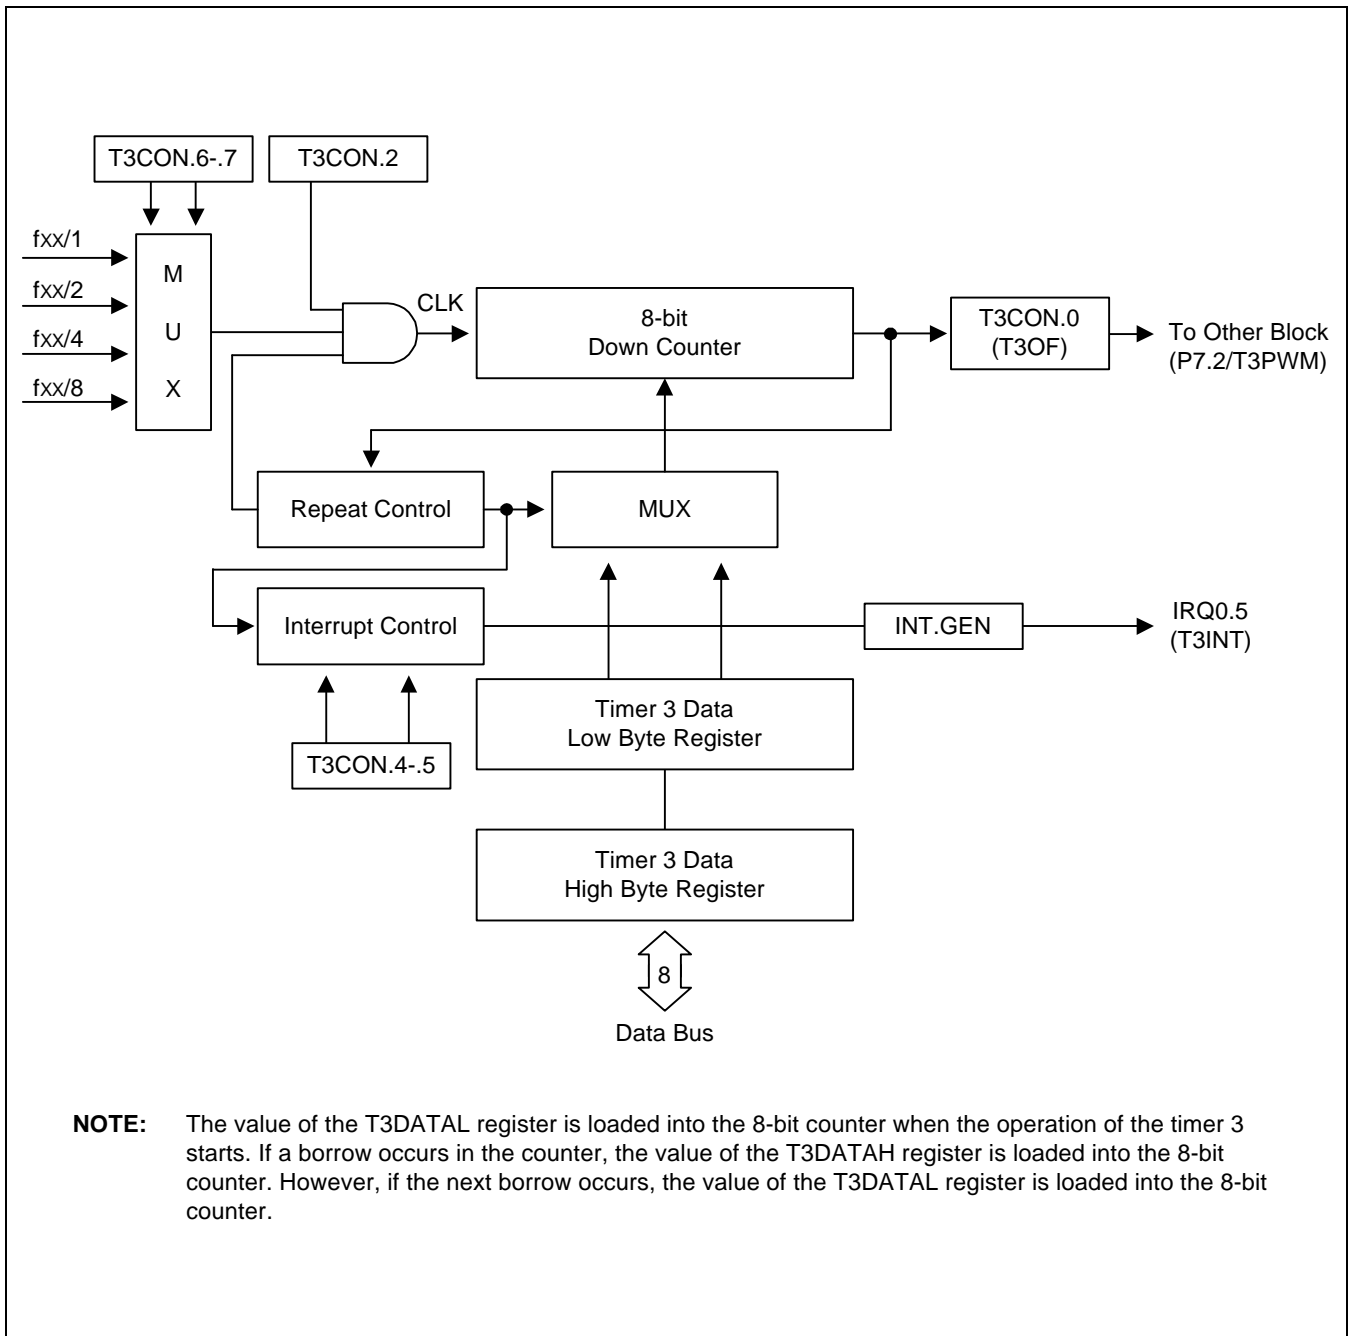 T3CON.6-.7
T3CON.2
fxx/1
fxx/2
fxx/4
fxx/8
M
U
X
CLK
8-bit
Down Counter
T3CON.0
(T3OF)
To Other Block
(P7.2/T3PWM)
Repeat Control
MUX
Interrupt Control
INT.GEN
IRQ0.5
(T3INT)
T3CON.4-.5
Timer 3 Data
Low Byte Register
Timer 3 Data
High Byte Register
8
Data Bus
NOTE: The value of the T3DATAL register is loaded into the 8-bit counter when the operation of the timer 3
starts. If a borrow occurs in the counter, the value of the T3DATAH register is loaded into the 8-bit
counter. However, if the next borrow occurs, the value of the T3DATAL register is loaded into the 8-bit
counter.